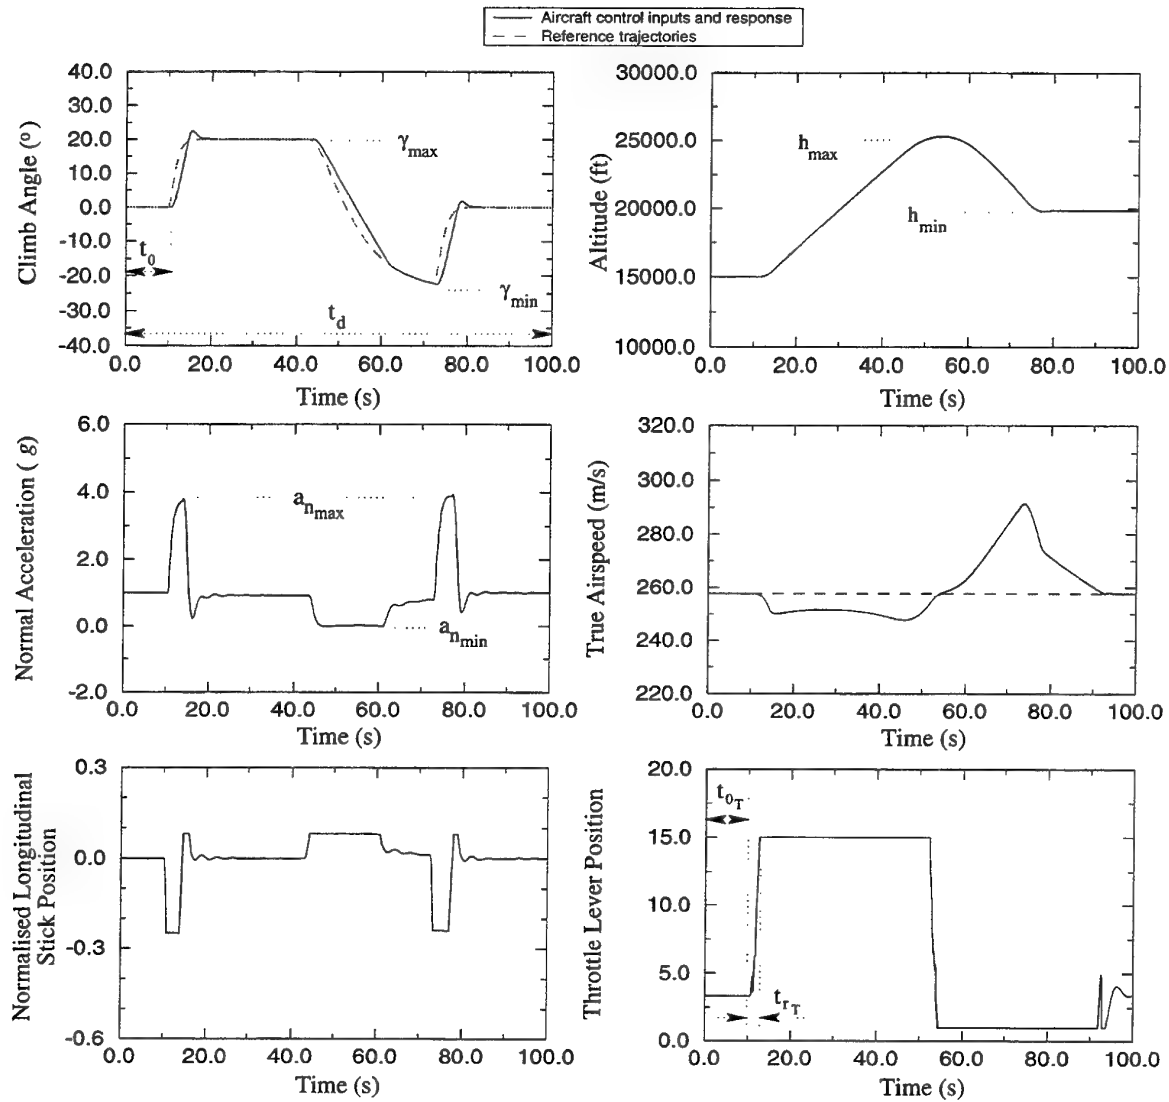 Aircraft control inputs and response
Reference trajectories
Climb Angle (º)
40.0
30.0
20.0
10.0
0.0
-10.0
-20.0
-30.0
-40.0
γmax
γmin
t0
td
0.0 20.0 40.0 60.0 80.0 100.0
Time (s)
Altitude (ft)
30000.0
25000.0
20000.0
15000.0
10000.0
hmax
hmin
0.0 20.0 40.0 60.0 80.0 100.0
Time (s)
Normal Acceleration ( g)
6.0
4.0
2.0
0.0
-2.0
anmax
anmin
0.0 20.0 40.0 60.0 80.0 100.0
Time (s)
True Airspeed (m/s)
320.0
300.0
280.0
260.0
240.0
220.0
0.0 20.0 40.0 60.0 80.0 100.0
Time (s)
Normalised Longitudinal
Stick Position
0.3
0.0
-0.3
-0.6
0.0 20.0 40.0 60.0 80.0 100.0
Time (s)
Throttle Lever Position
20.0
15.0
10.0
5.0
0.0
t0T
trT
0.0 20.0 40.0 60.0 80.0 100.0
Time (s)